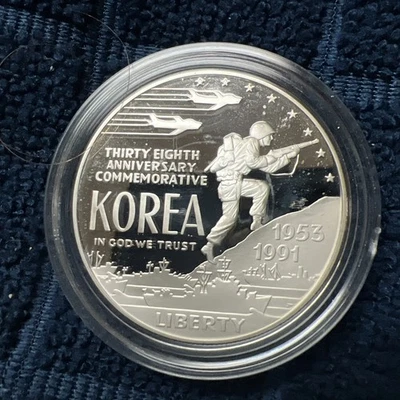 THIRTY EIGHTH
ANNIVERSARY
COMMEMORATIVE
KOREA
IN GOD WE TRUST
1953
1991
LIBERTY